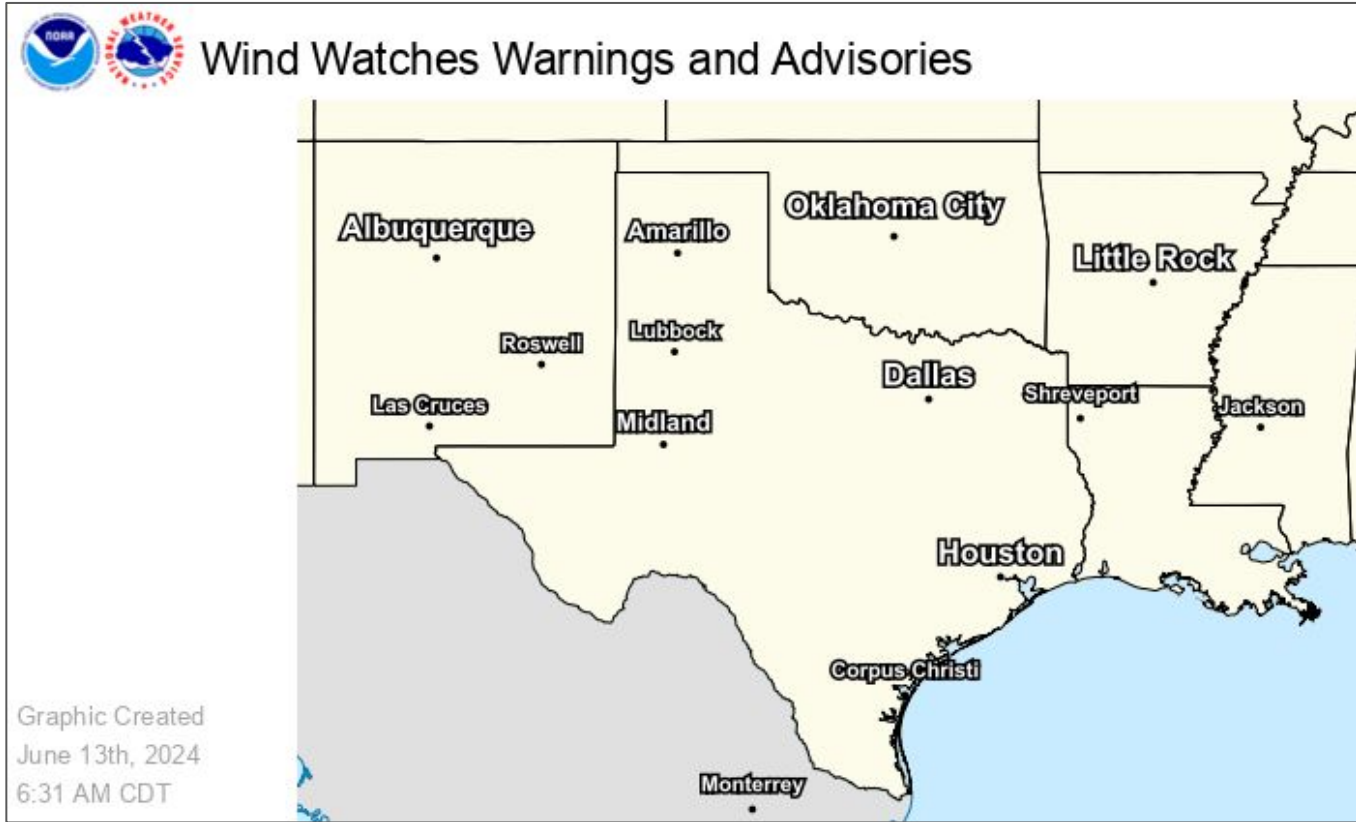 NOAA
NATIONAL WEATHER SERVICE
Wind Watches Warnings and Advisories
Oklahoma City
Albuquerque
Amarillo
Little Rock
Lubbock
Roswell
Dallas
Shreveport
Las Cruces
Jackson
Midland
Houston
Corpus Christi
Graphic Created
June 13th, 2024
6:31 AM CDT
Monterrey